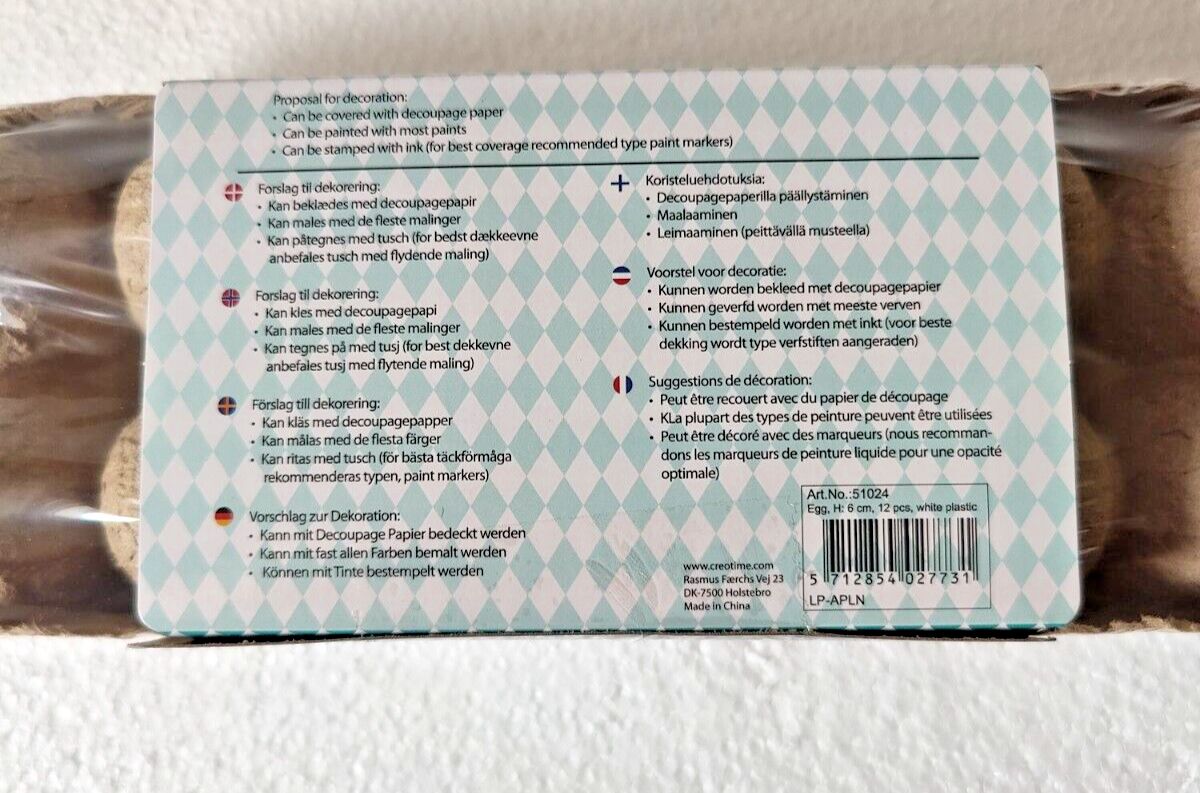 Proposal for decoration:
• Can be covered with decoupage paper
• Can be painted with most paints
• Can be stamped with ink (for best coverage recommended type paint markers)
Forslag til dekorering:
• Kan beklædes med decoupagepapir
• Kan males med de fleste malinger
• Kan påtegnes med tusch (for bedst dækkeevne
anbefales tusch med flydende maling)
Forslag til dekorering:
• Kan kles med decoupagepapi
• Kan males med de fleste malinger
• Kan tegnes på med tusj (for best dekkevne
anbefales tusj med flytende maling)
Förslag till dekorering:
• Kan kläs med decoupagepapper
• Kan målas med de flesta färger
• Kan ritas med tusch (för bästa täckförmåga
rekommenderas typen, paint markers)
Vorschlag zur Dekoration:
• Kann mit Decoupage Papier bedeckt werden
• Kann mit fast allen Farben bemalt werden
• Können mit Tinte bestempelt werden
Koristeluehdotuksia:
• Decoupagepaperilla päällystäminen
• Maalaaminen
• Leimaaminen (peittävällä musteella)
Voorstel voor decoratie:
• Kunnen worden bekleed met decoupagepapier
• Kunnen geverfd worden met meeste verven
• Kunnen bestempeld worden met inkt (voor beste
dekking wordt type verfstiften aangeraden)
Suggestions de décoration:
• Peut être recouert avec du papier de découpage
• KLa plupart des types de peinture peuvent être utilisées
• Peut être décoré avec des marqueurs (nous recomman-
dons les marqueurs de peinture liquide pour une opacité
optimale)
www.creotime.com
Rasmus Færchs Vej 23
DK-7500 Holstebro
Made in China
Art.No.:51024
Egg, H: 6 cm, 12 pcs, white plastic
5 712854 027731
LP-APLN